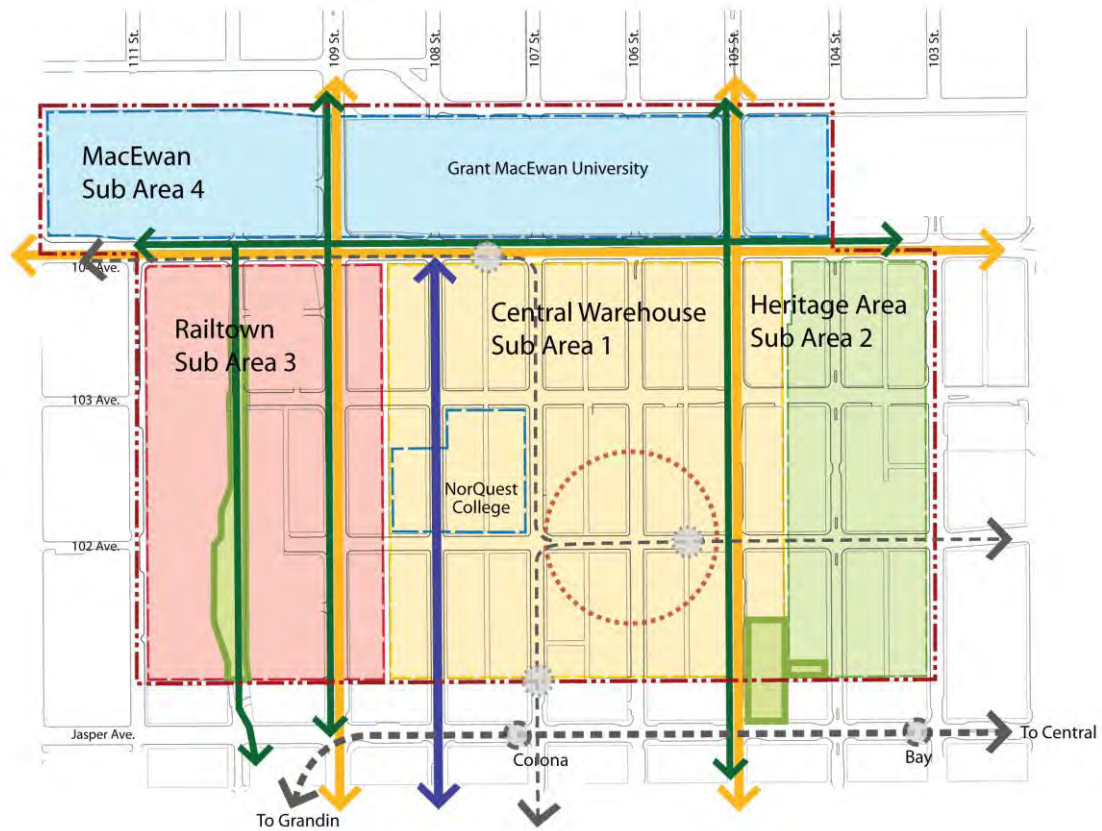 111 St.
109 St.
108 St.
107 St.
106 St.
105 St.
104 St.
103 St.
MacEwan
Sub Area 4
Grant MacEwan University
104 Ave.
Railtown
Sub Area 3
Central Warehouse
Sub Area 1
Heritage Area
Sub Area 2
103 Ave.
NorQuest
College
102 Ave.
Jasper Ave.
Corona
Bay
To Central
To Grandin